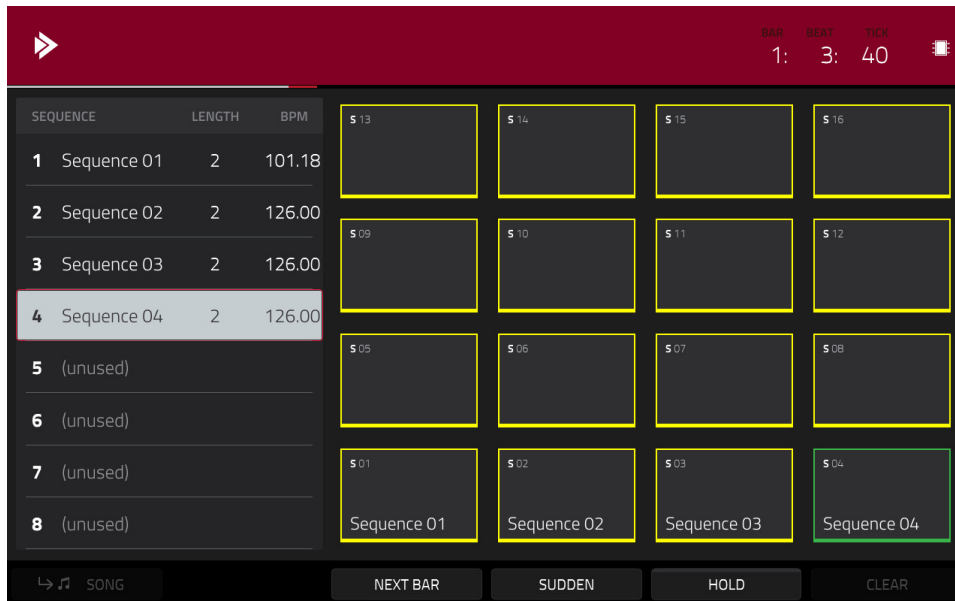 BAR BEAT TICK
1: 3: 40
SEQUENCE LENGTH BPM
1 Sequence 01 2 101.18
2 Sequence 02 2 126.00
3 Sequence 03 2 126.00
4 Sequence 04 2 126.00
5 (unused)
6 (unused)
7 (unused)
8 (unused)
S 13 S 14 S 15 S 16
S 09 S 10 S 11 S 12
S 05 S 06 S 07 S 08
S 01 S 02 S 03 S 04
Sequence 01 Sequence 02 Sequence 03 Sequence 04
SONG NEXT BAR SUDDEN HOLD CLEAR